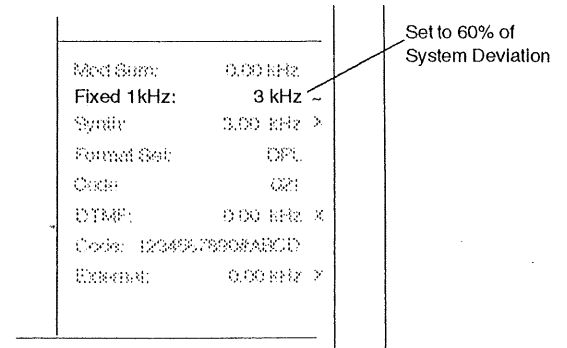 Set to 60% of
System Deviation
Mod Sum: 0.00 kHz
Fixed 1kHz: 3 kHz ~
Synth: 3.00 kHz >
Format Sel: DPL
Code 021
DTMF: 0.00 kHz X
Code: 1234567890#ABCD
External: 0.00 kHz >